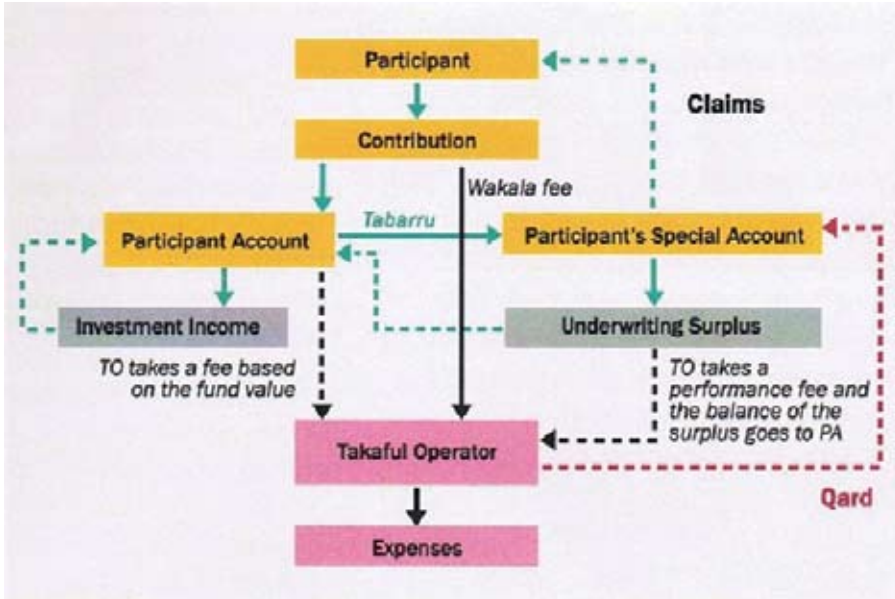 Participant
Claims
Contribution
Wakala fee
Participant Account
Tabarru
Participant's Special Account
Investment Income
Underwriting Surplus
TO takes a fee based
on the fund value
TO takes a
performance fee and
the balance of the
surplus goes to PA
Takaful Operator
Qard
Expenses